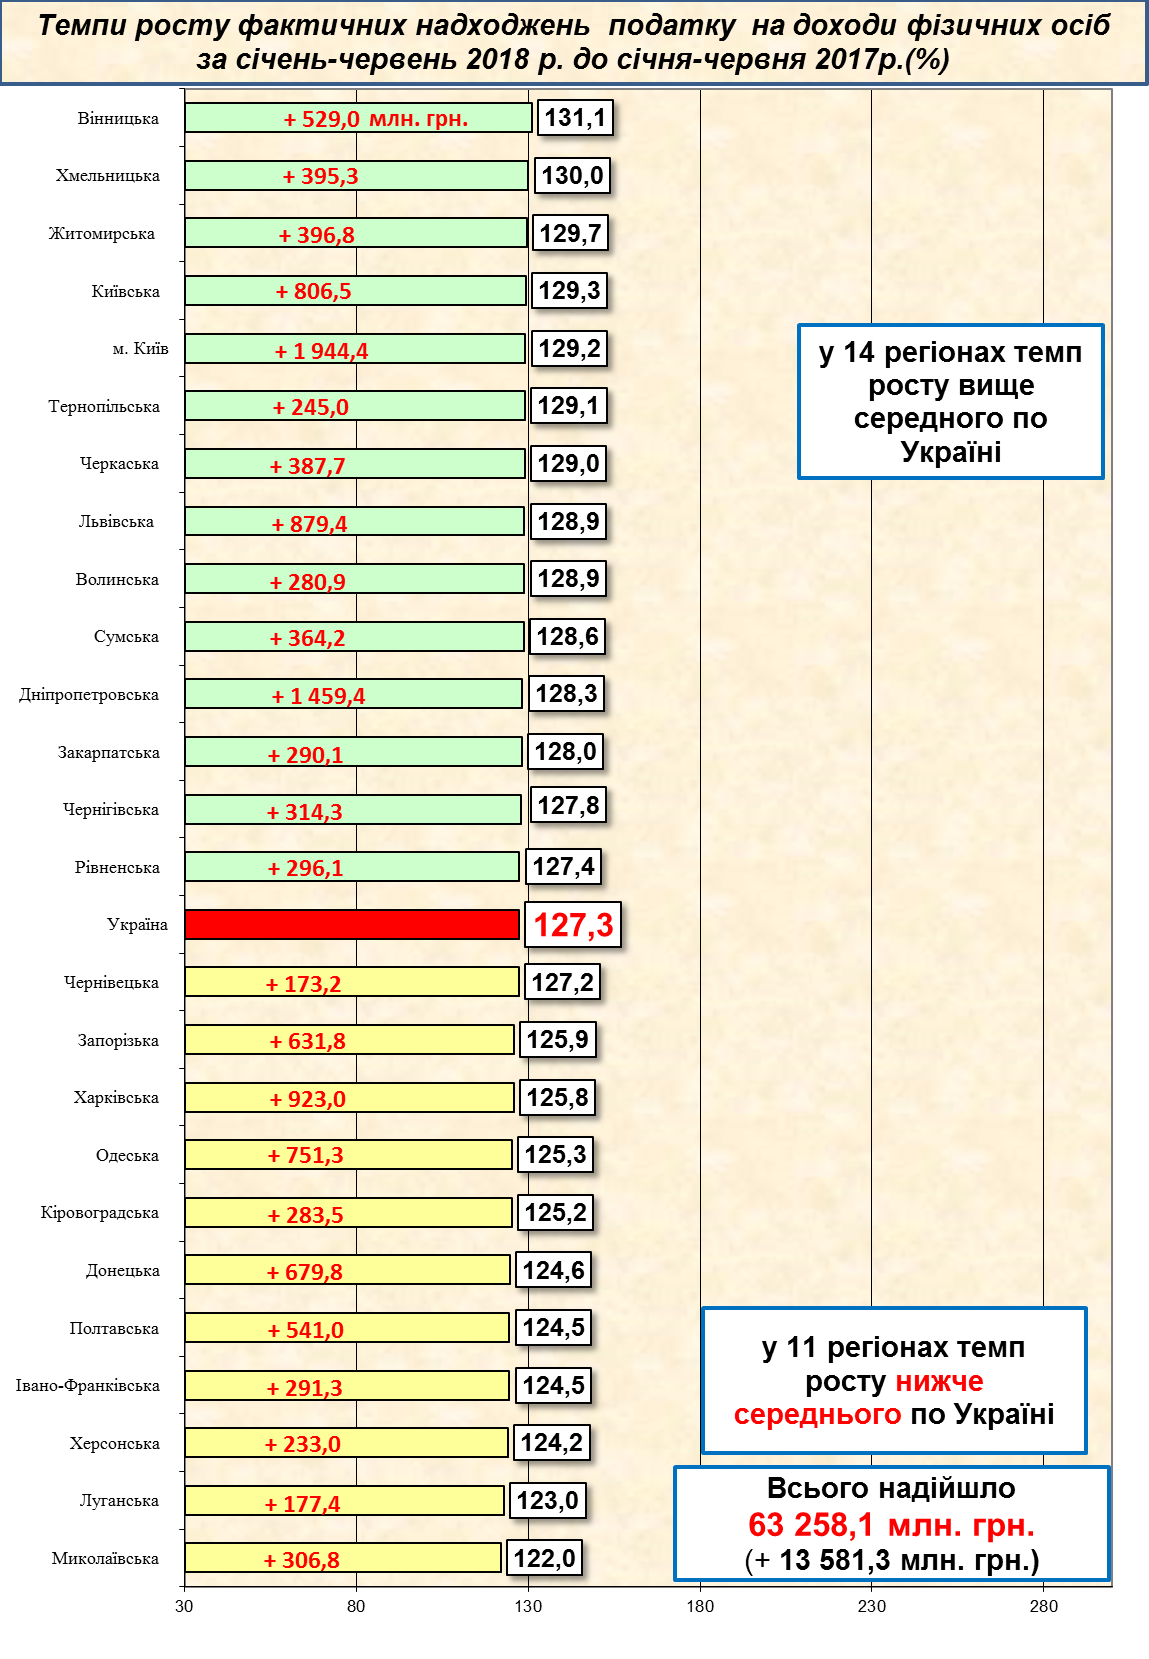 Темпи росту фактичних надходжень податку на доходи фізичних осіб
за січень-червень 2018 р. до січня-червня 2017р.(%)
Вінницька + 529,0 млн. грн. 131,1
Хмельницька + 395,3 130,0
Житомирська + 396,8 129,7
Київська + 806,5 129,3
м. Київ + 1 944,4 129,2
Тернопільська + 245,0 129,1
Черкаська + 387,7 129,0
Львівська + 879,4 128,9
Волинська + 280,9 128,9
Сумська + 364,2 128,6
Дніпропетровська + 1 459,4 128,3
Закарпатська + 290,1 128,0
Чернігівська + 314,3 127,8
Рівненська + 296,1 127,4
Україна 127,3
Чернівецька + 173,2 127,2
Запорізька + 631,8 125,9
Харківська + 923,0 125,8
Одеська + 751,3 125,3
Кіровоградська + 283,5 125,2
Донецька + 679,8 124,6
Полтавська + 541,0 124,5
Івано-Франківська + 291,3 124,5
Херсонська + 233,0 124,2
Луганська + 177,4 123,0
Миколаївська + 306,8 122,0
30 80 130 180 230 280
у 14 регіонах темп
росту вище
середного по
Україні
у 11 регіонах темп
росту нижче
середнього по Україні
Всього надійшло
63 258,1 млн. грн.
(+ 13 581,3 млн. грн.)